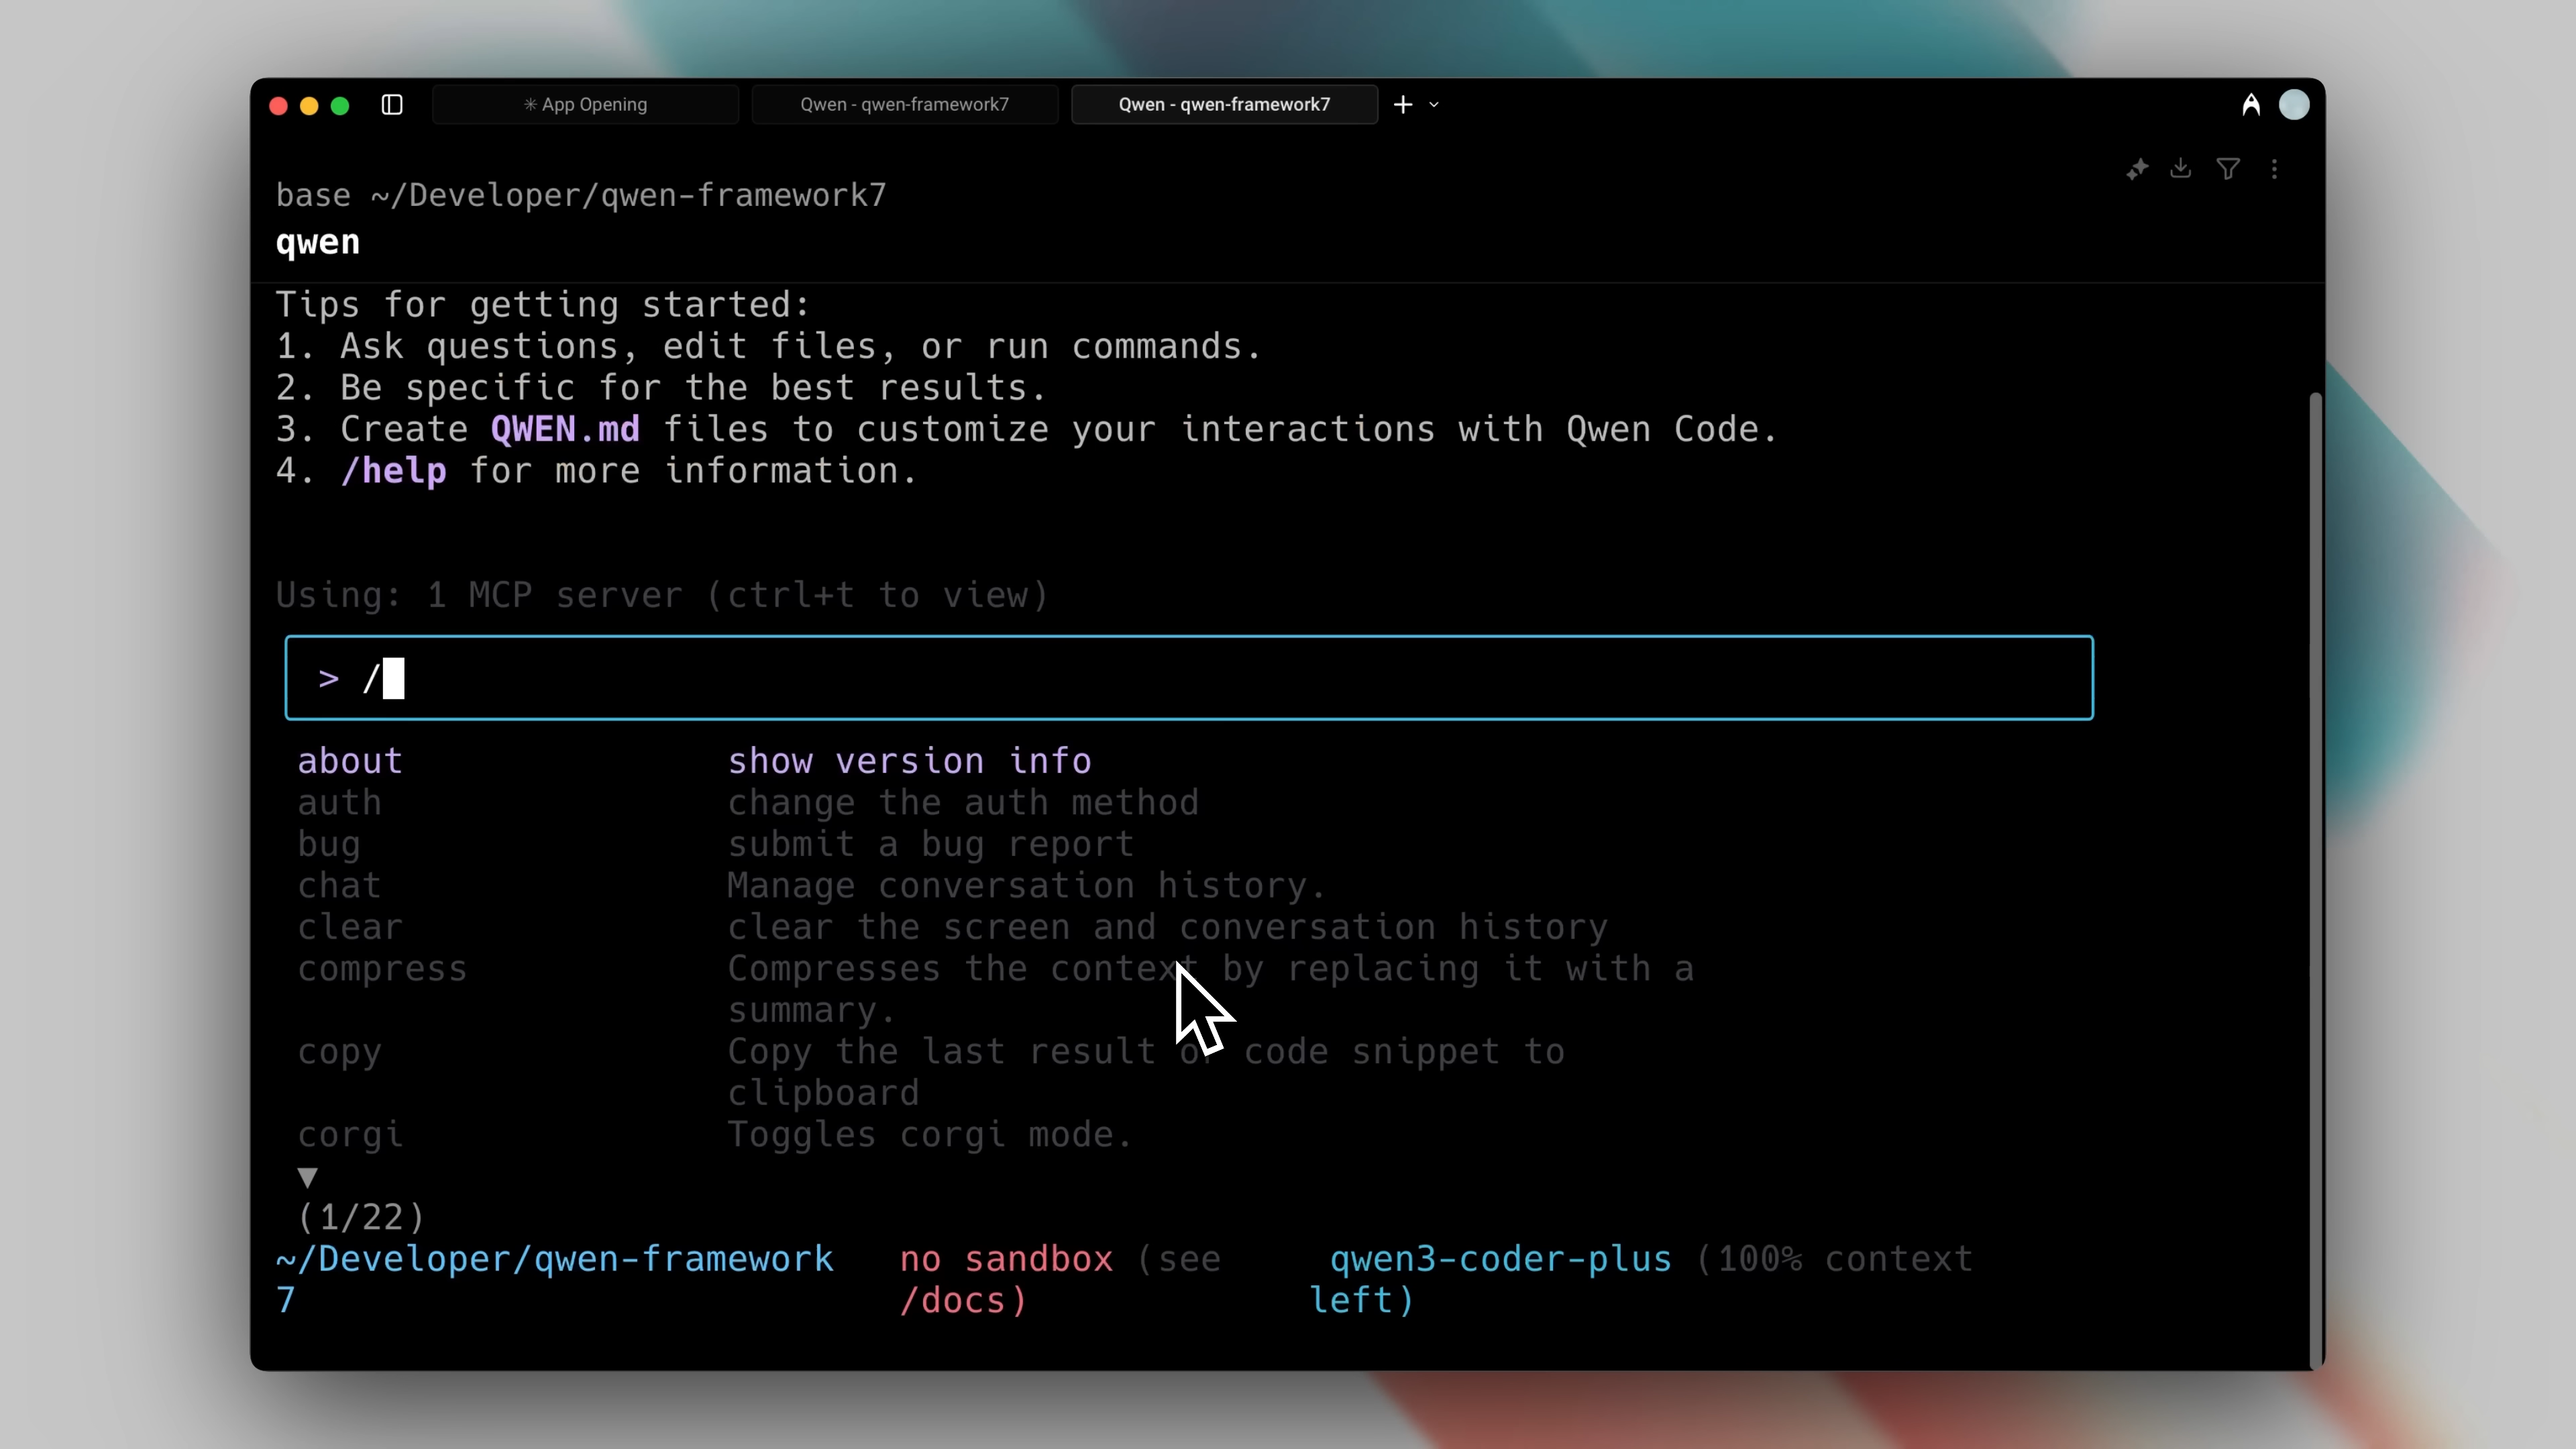 ✳ App Opening
Qwen - qwen-framework7
Qwen - qwen-framework7
base ~/Developer/qwen-framework7
qwen
Tips for getting started:
1. Ask questions, edit files, or run commands.
2. Be specific for the best results.
3. Create QWEN.md files to customize your interactions with Qwen Code.
4. /help for more information.
Using: 1 MCP server (ctrl+t to view)
> /
about show version info
auth change the auth method
bug submit a bug report
chat Manage conversation history.
clear clear the screen and conversation history
compress Compresses the context by replacing it with a
summary.
copy Copy the last result or code snippet to
clipboard
corgi Toggles corgi mode.
▼
(1/22)
~/Developer/qwen-framework no sandbox (see qwen3-coder-plus (100% context
7 /docs) left)